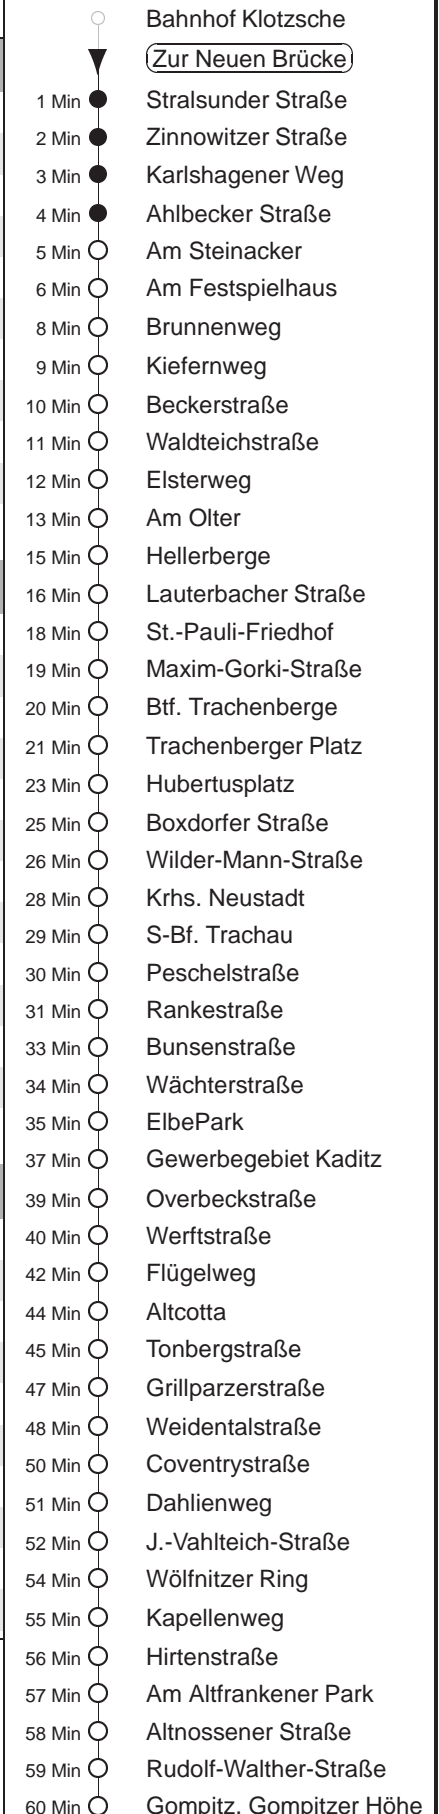 Bahnhof Klotzsche
Zur Neuen Brücke
1 Min Stralsunder Straße
2 Min Zinnowitzer Straße
3 Min Karlshagener Weg
4 Min Ahlbecker Straße
5 Min Am Steinacker
6 Min Am Festspielhaus
8 Min Brunnenweg
9 Min Kiefernweg
10 Min Beckerstraße
11 Min Waldteichstraße
12 Min Elsterweg
13 Min Am Olter
15 Min Hellerberge
16 Min Lauterbacher Straße
18 Min St.-Pauli-Friedhof
19 Min Maxim-Gorki-Straße
20 Min Btf. Trachenberge
21 Min Trachenberger Platz
23 Min Hubertusplatz
25 Min Boxdorfer Straße
26 Min Wilder-Mann-Straße
28 Min Krhs. Neustadt
29 Min S-Bf. Trachau
30 Min Peschelstraße
31 Min Rankestraße
33 Min Bunsenstraße
34 Min Wächterstraße
35 Min ElbePark
37 Min Gewerbegebiet Kaditz
39 Min Overbeckstraße
40 Min Werftstraße
42 Min Flügelweg
44 Min Altcotta
45 Min Tonbergstraße
47 Min Grillparzerstraße
48 Min Weidentalstraße
50 Min Coventrystraße
51 Min Dahlienweg
52 Min J.-Vahlteich-Straße
54 Min Wölfnitzer Ring
55 Min Kapellenweg
56 Min Hirtenstraße
57 Min Am Altfrankener Park
58 Min Altnossener Straße
59 Min Rudolf-Walther-Straße
60 Min Gompitz, Gompitzer Höhe